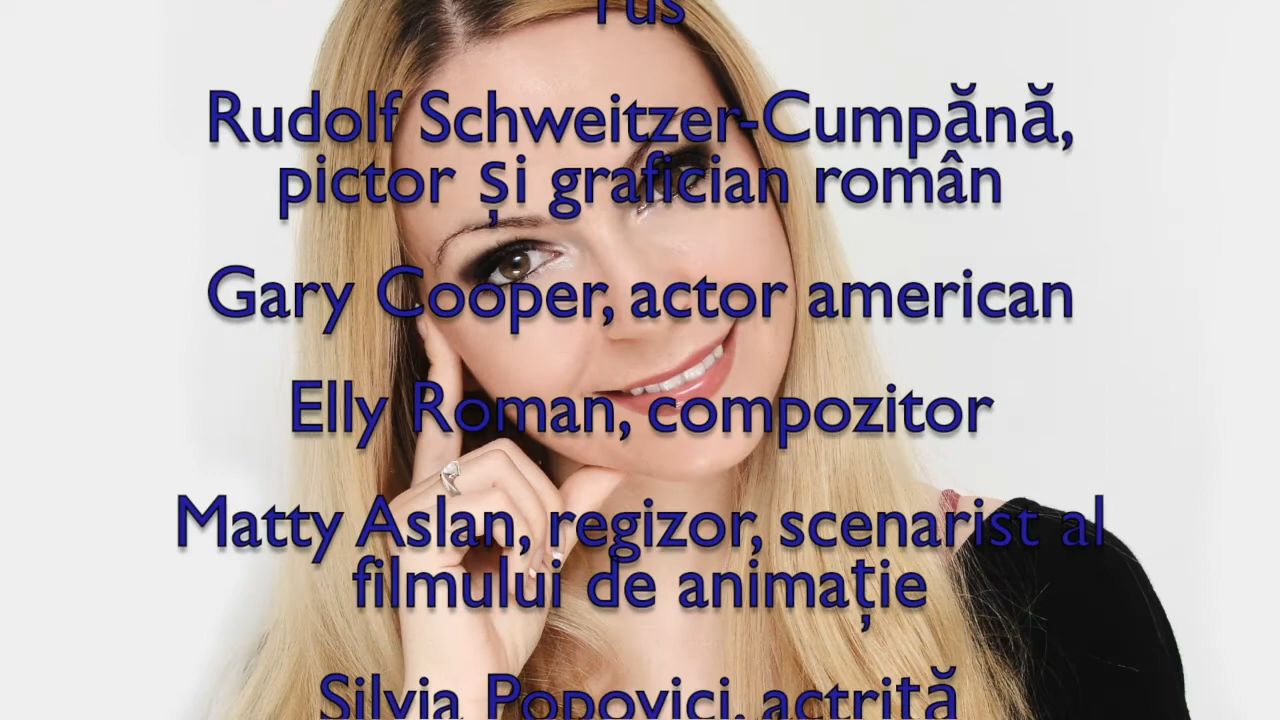 rus
Rudolf Schweitzer-Cumpănă,
pictor și grafician român
Gary Cooper, actor american
Elly Roman, compozitor
Matty Aslan, regizor, scenarist al
filmului de animație
Silvia Popovici, actriță